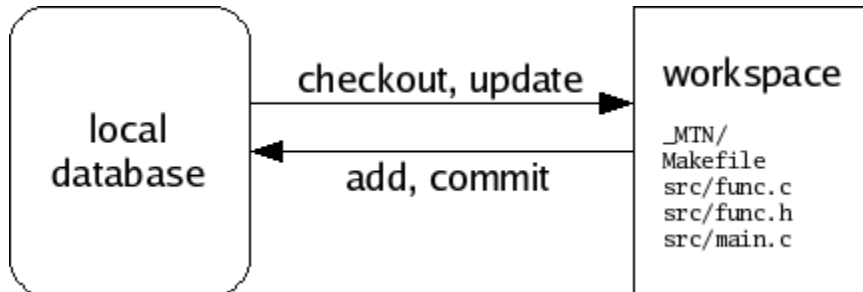 local
database
checkout, update
add, commit
workspace
_MTN/
Makefile
src/func.c
src/func.h
src/main.c